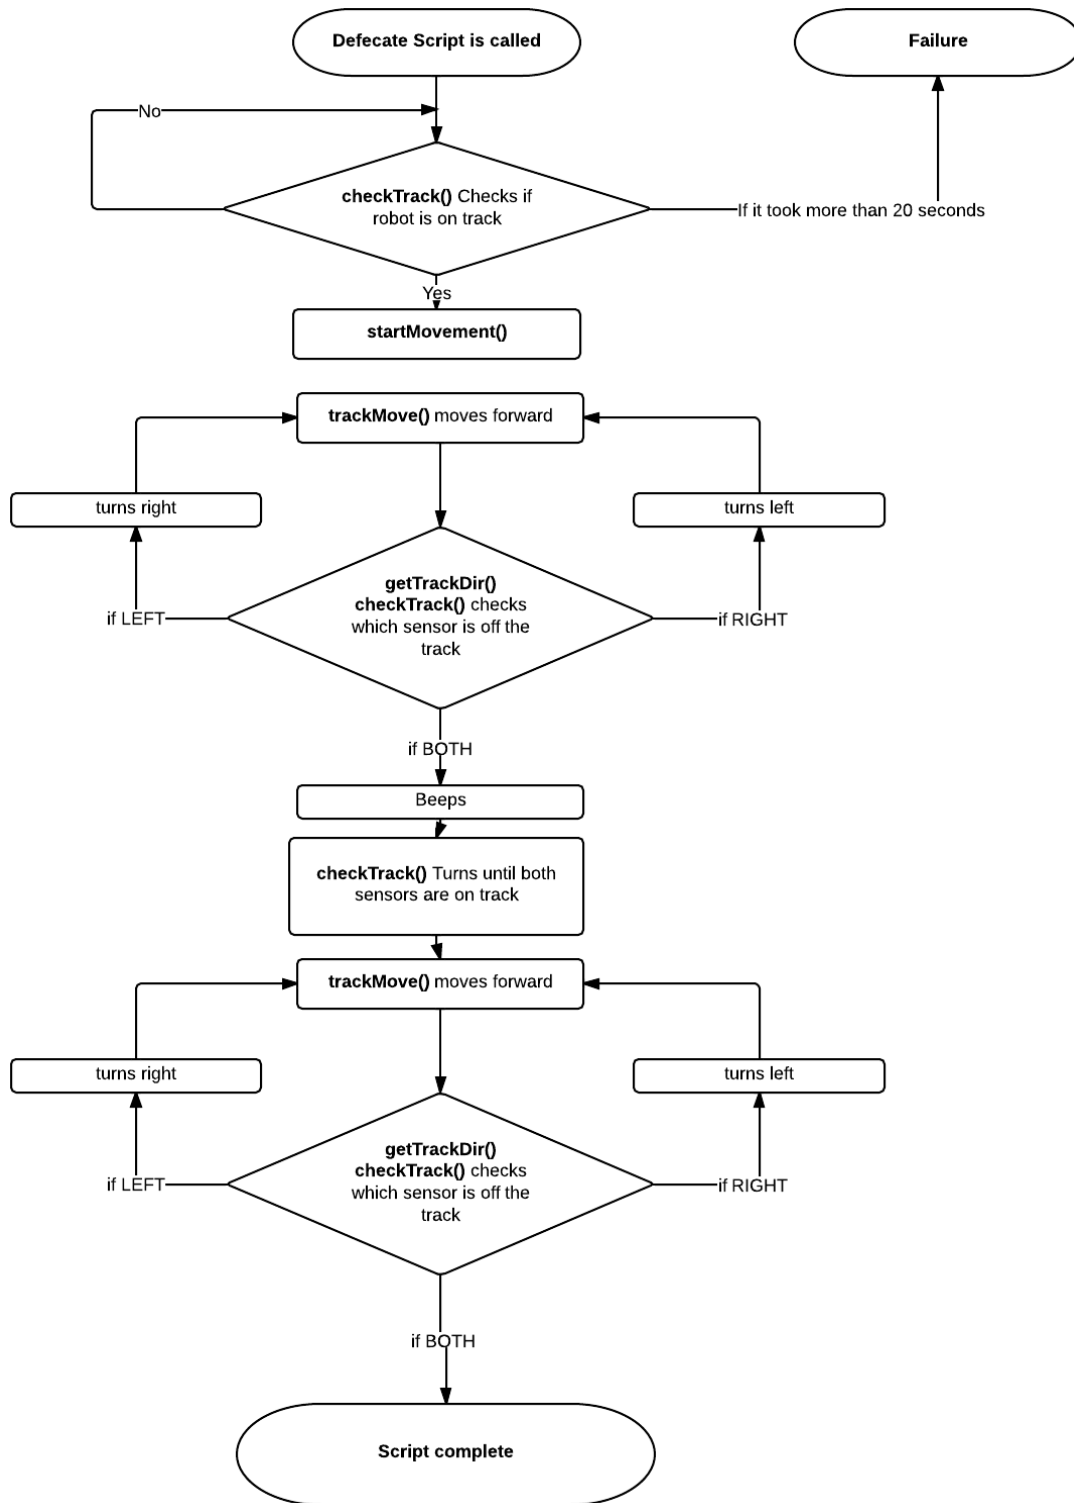 Defecate Script is called
Failure
No
checkTrack() Checks if
robot is on track
If it took more than 20 seconds
Yes
startMovement()
trackMove() moves forward
turns right
turns left
getTrackDir()
checkTrack() checks
which sensor is off the
track
if LEFT
if RIGHT
if BOTH
Beeps
checkTrack() Turns until both
sensors are on track
trackMove() moves forward
turns right
turns left
getTrackDir()
checkTrack() checks
which sensor is off the
track
if LEFT
if RIGHT
if BOTH
Script complete